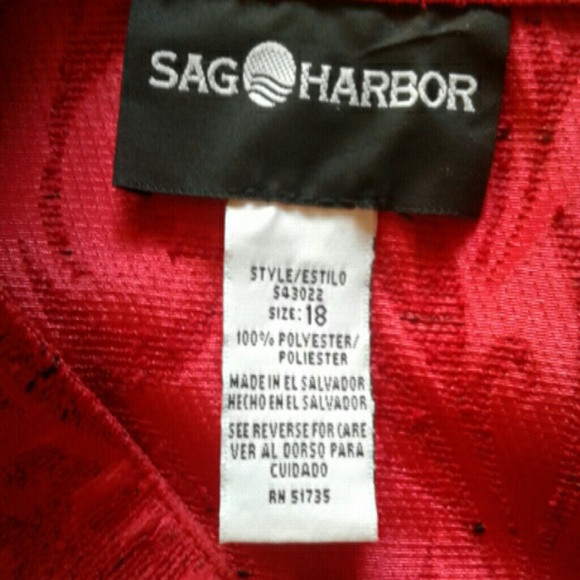 SAG HARBOR
STYLE/ESTILO
S43022
SIZE: 18
100% POLYESTER/
POLIESTER
MADE IN EL SALVADOR
HECHO EN EL SALVADOR
SEE REVERSE FOR CARE
VER AL DORSO PARA
CUIDADO
RN 51735